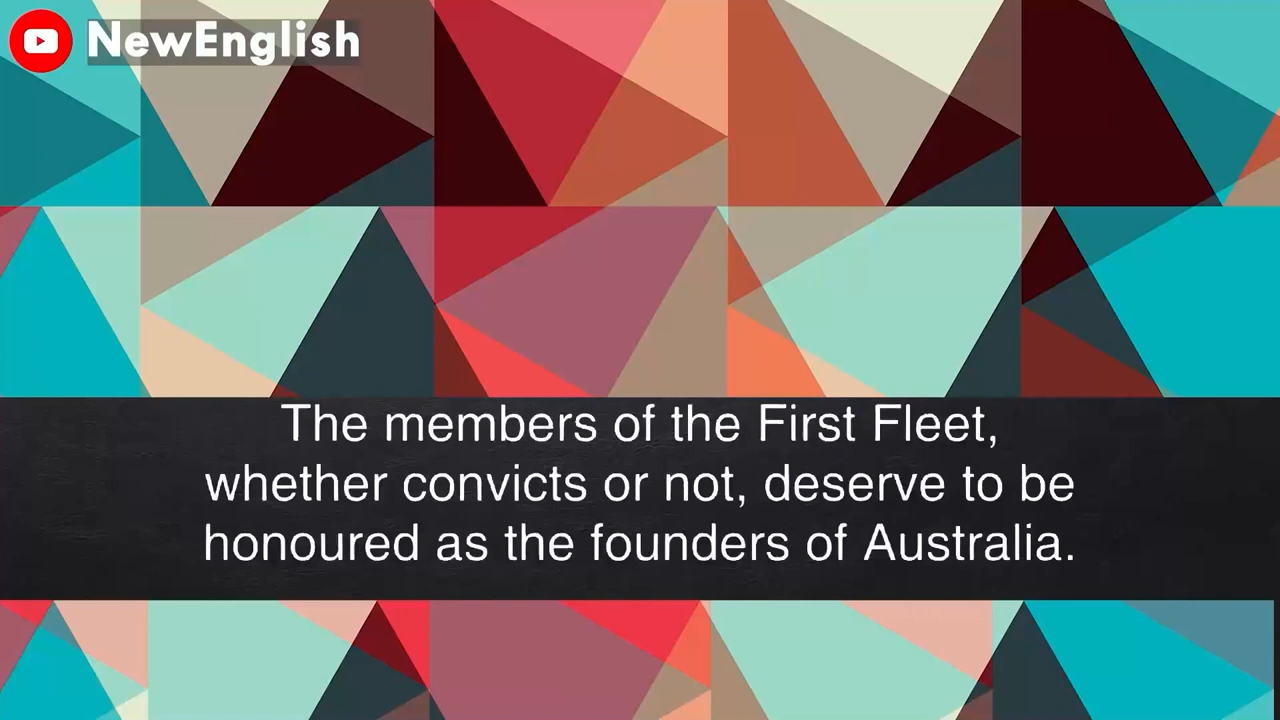 NewEnglish
The members of the First Fleet,
whether convicts or not, deserve to be
honoured as the founders of Australia.